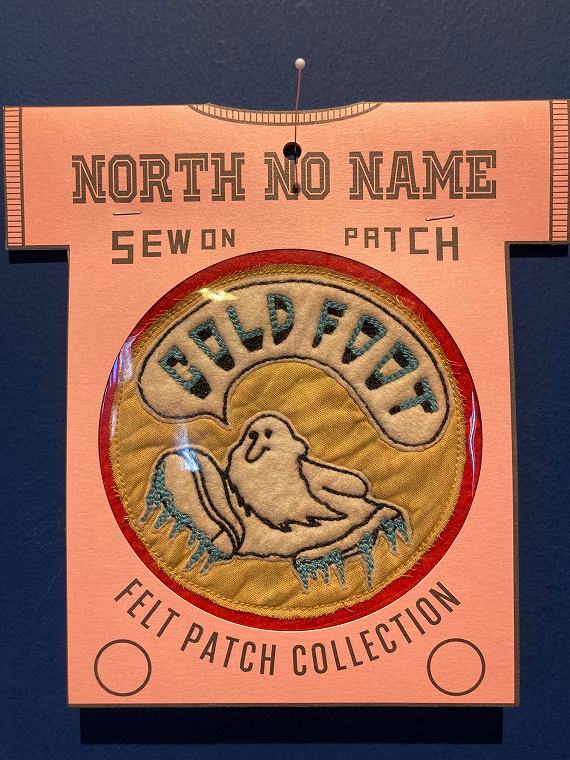 NORTH NO NAME
SEW ON PATCH
COLD FOOT
FELT PATCH COLLECTION